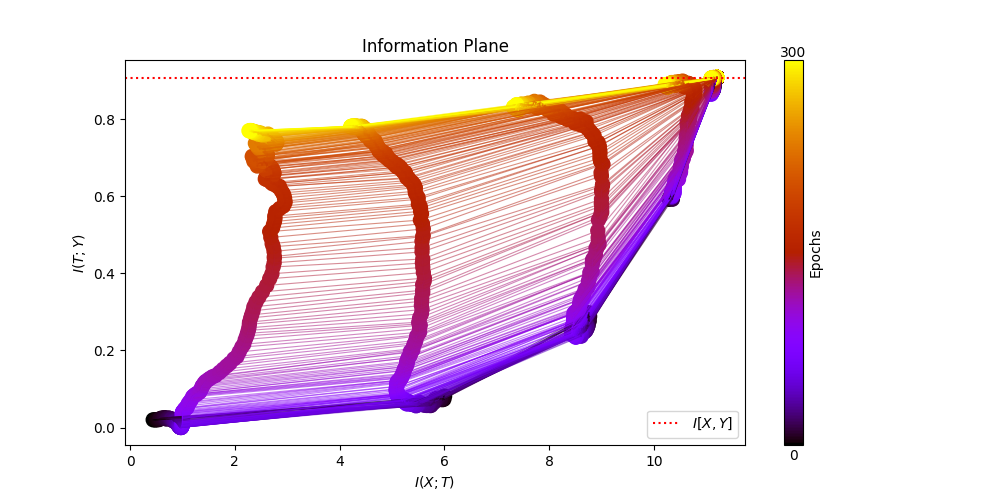 Information Plane
300
0.8
0.6
0.4
0.2
0.0
I(T; Y)
Epochs
I[X, Y]
0
0
2
4
6
8
10
I(X; T)